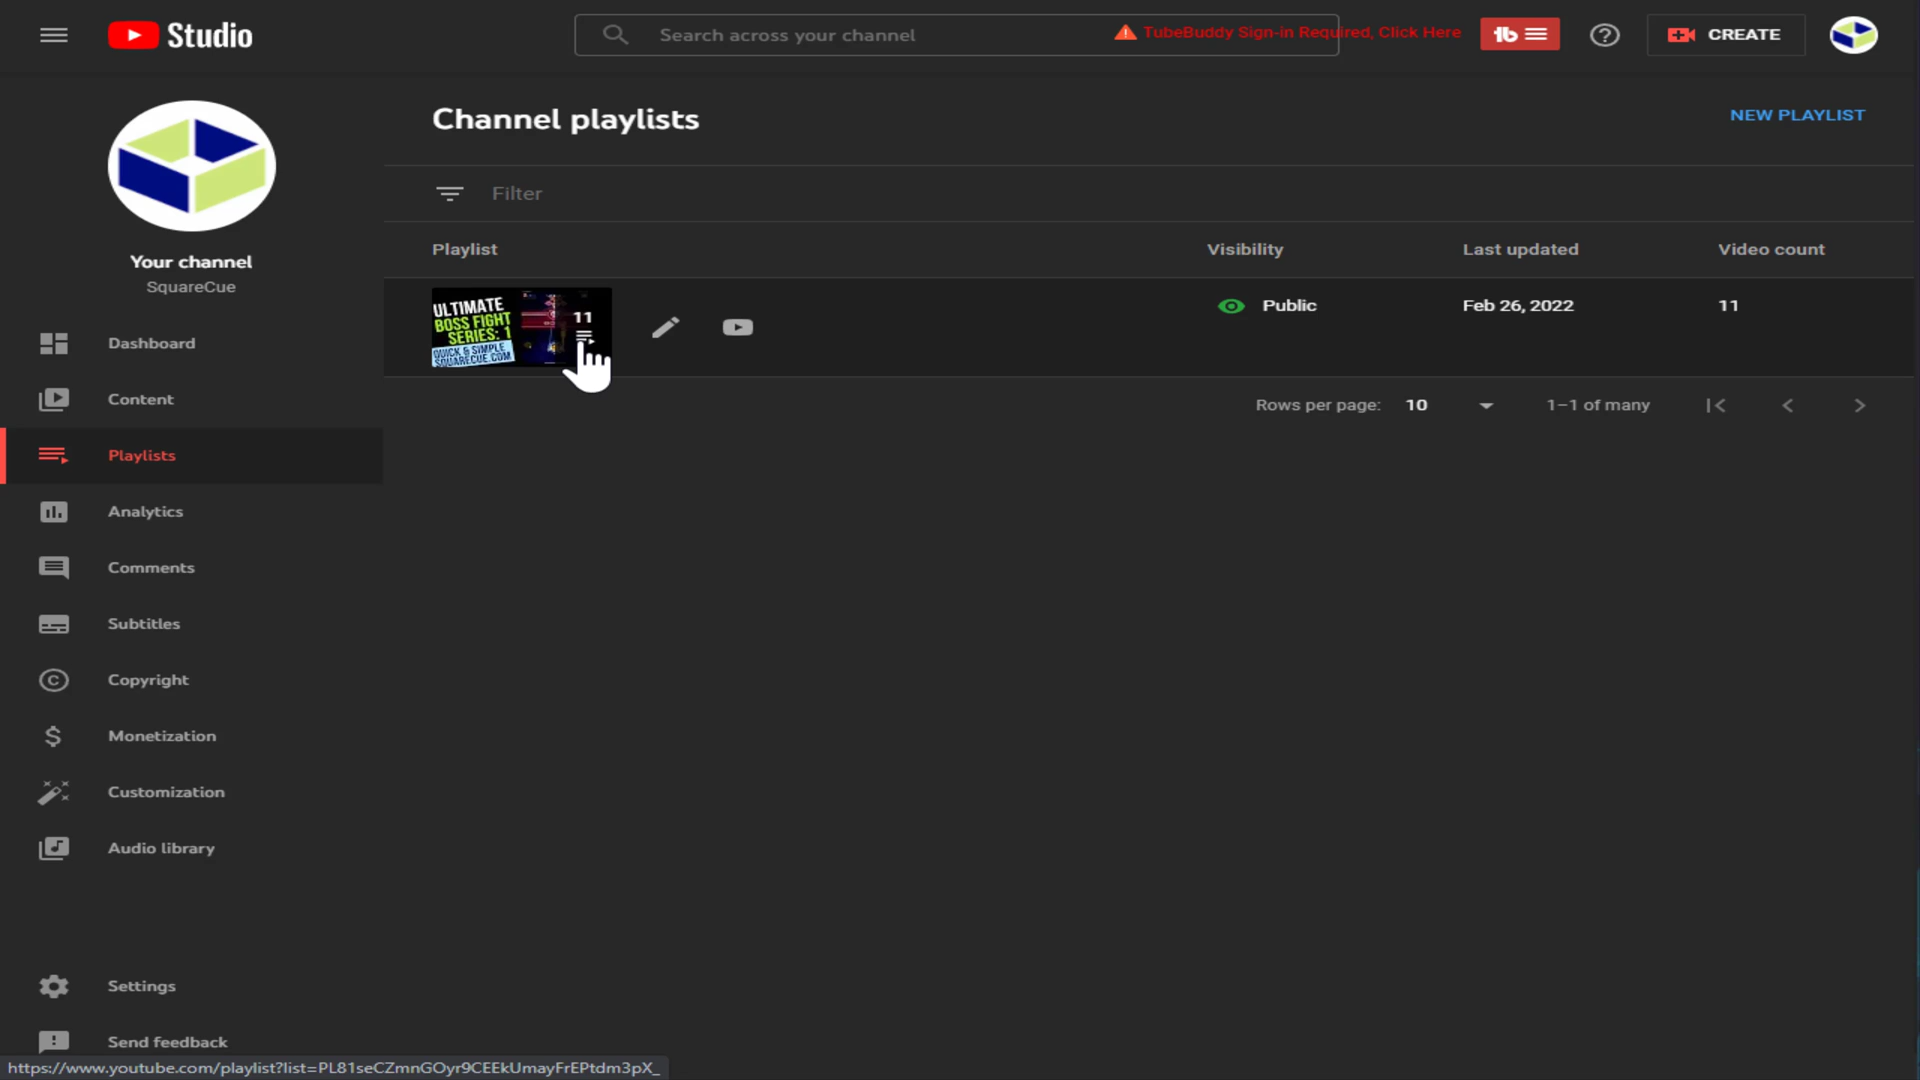 Studio
Search across your channel
TubeBuddy Sign-in Required, Click Here
CREATE
Your channel
SquareCue
Dashboard
Content
Playlists
Analytics
Comments
Subtitles
Copyright
Monetization
Customization
Audio library
Settings
Send feedback
Channel playlists
NEW PLAYLIST
Filter
Playlist
Visibility
Last updated
Video count
ULTIMATE
BOSS FIGHT
SERIES: 1
QUICK & SIMPLE
SQUARECUE.COM
11
Public
Feb 26, 2022
11
Rows per page:
10
1–1 of many
https://www.youtube.com/playlist?list=PL81seCZmnGOyr9CEEkUmayFrEPtdm3pX_